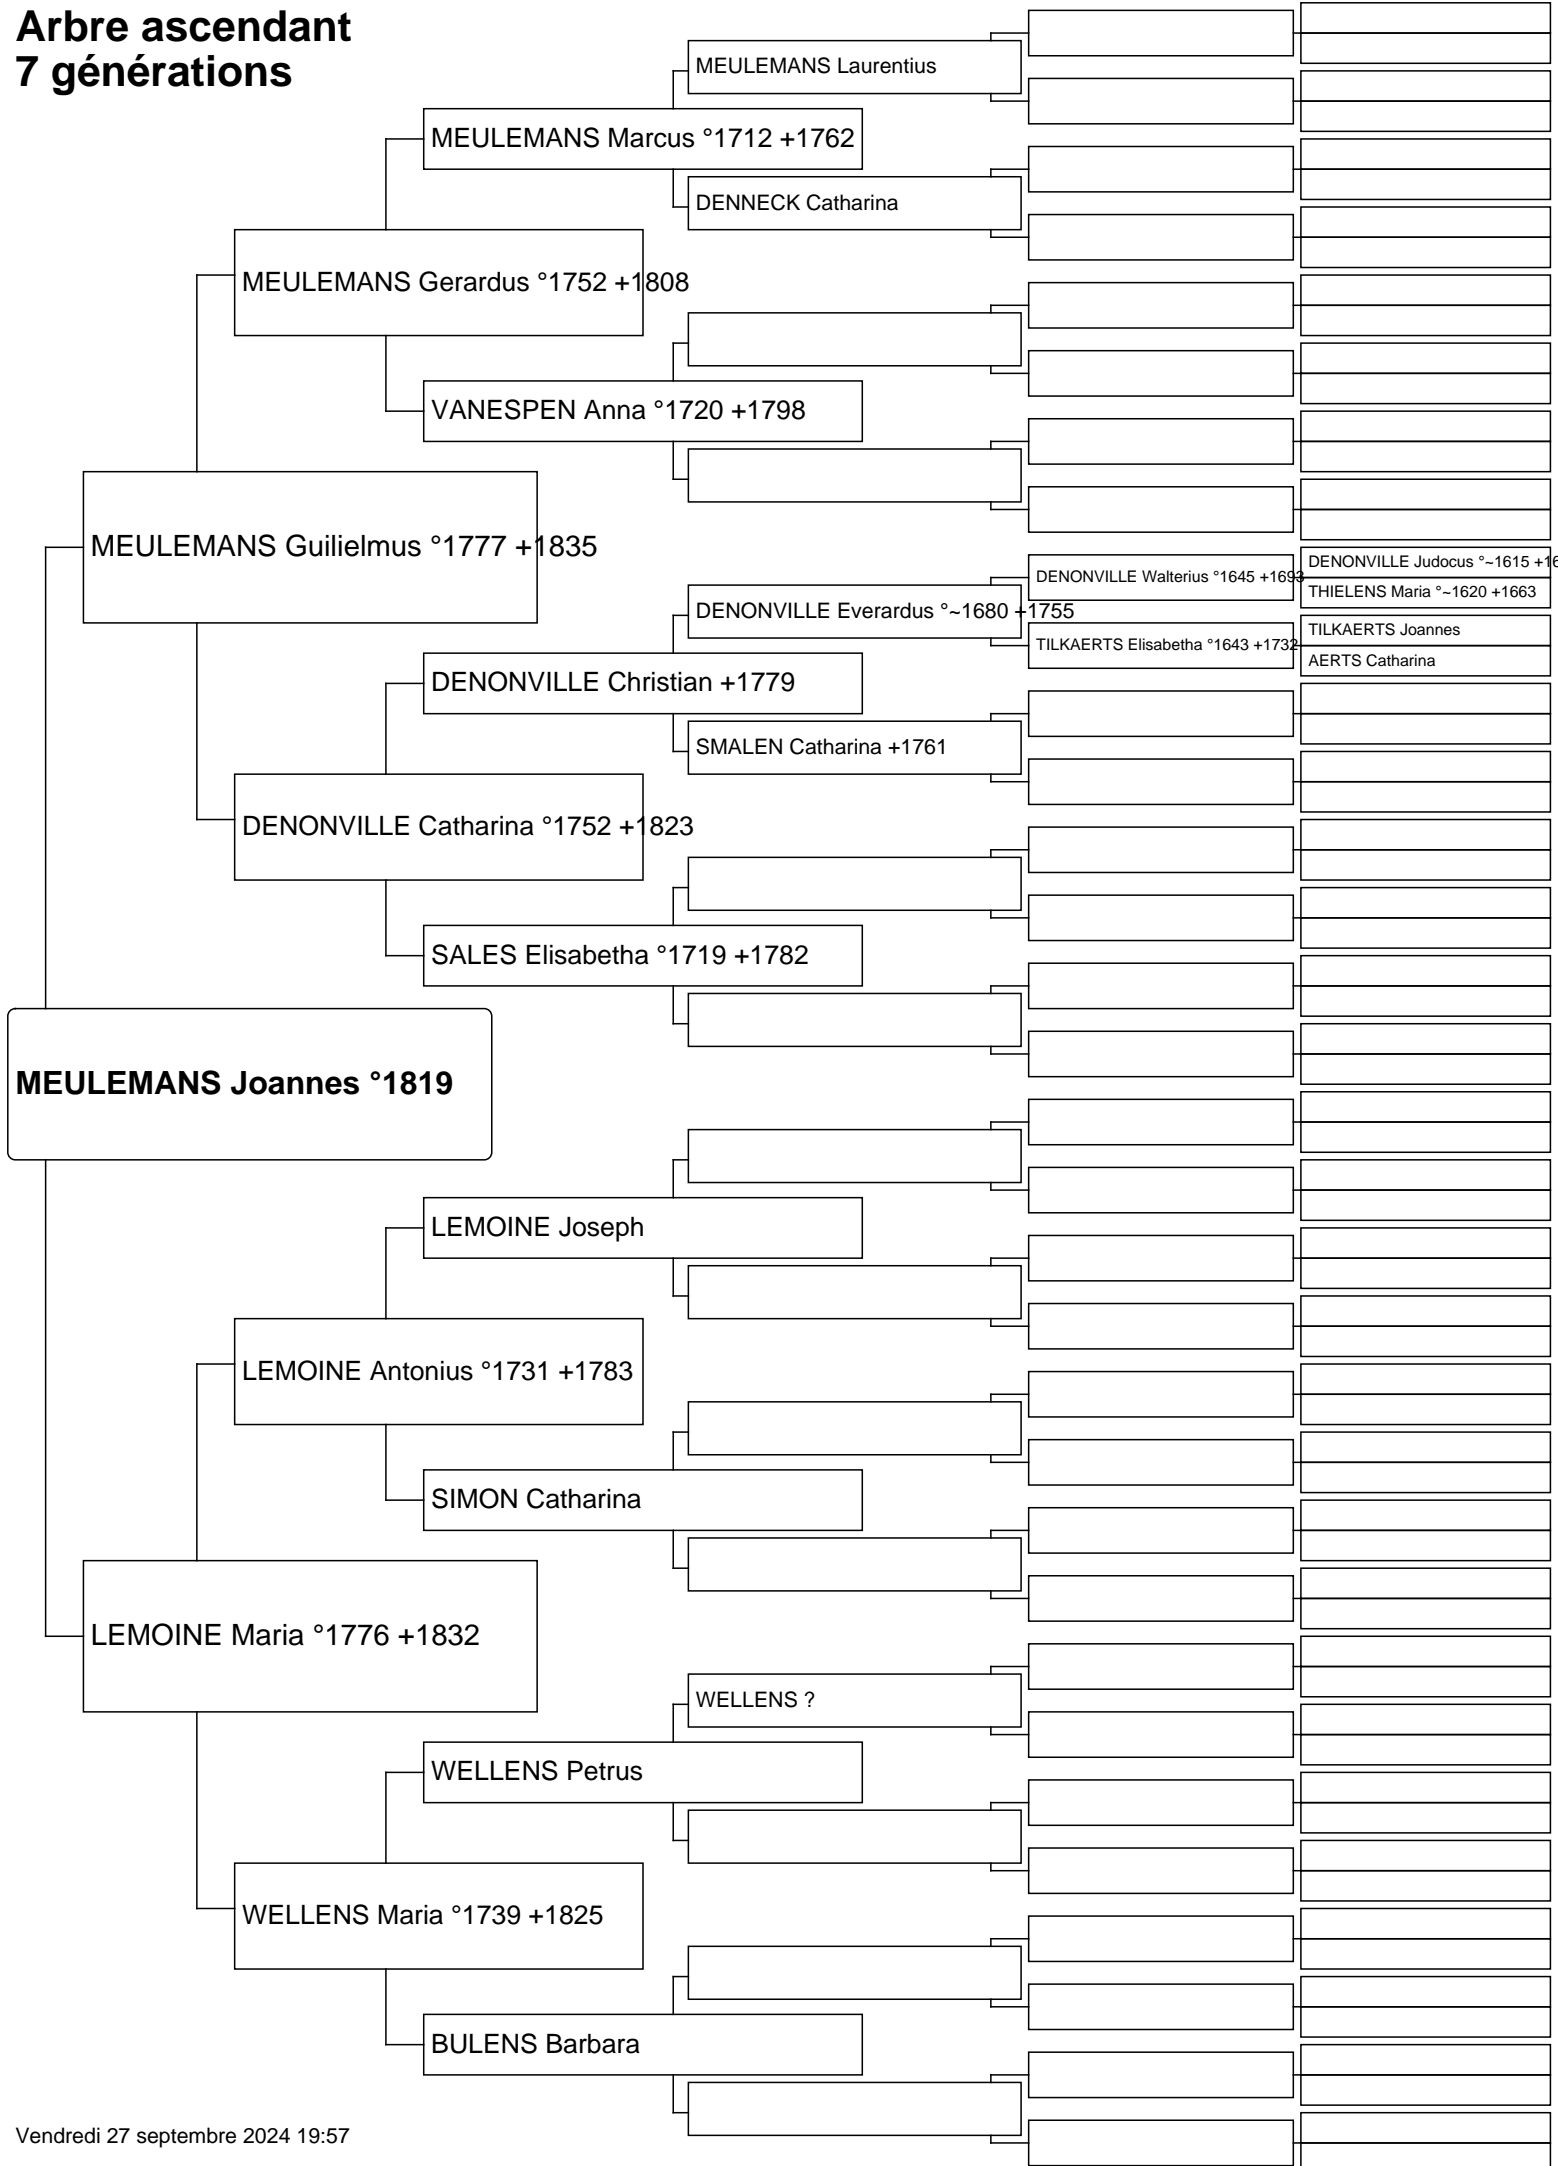 Arbre ascendant
7 générations
MEULEMANS Laurentius
MEULEMANS Marcus °1712 +1762
DENNECK Catharina
MEULEMANS Gerardus °1752 +1808
VANESPEN Anna °1720 +1798
MEULEMANS Guilielmus °1777 +1835
DENONVILLE Judocus °~1615 +16
DENONVILLE Walterius °1645 +1693
THIELENS Maria °~1620 +1663
DENONVILLE Everardus °~1680 +1755
TILKAERTS Joannes
TILKAERTS Elisabetha °1643 +1732
AERTS Catharina
DENONVILLE Christian +1779
SMALEN Catharina +1761
DENONVILLE Catharina °1752 +1823
SALES Elisabetha °1719 +1782
MEULEMANS Joannes °1819
LEMOINE Joseph
LEMOINE Antonius °1731 +1783
SIMON Catharina
LEMOINE Maria °1776 +1832
WELLENS ?
WELLENS Petrus
WELLENS Maria °1739 +1825
BULENS Barbara
Vendredi 27 septembre 2024 19:57